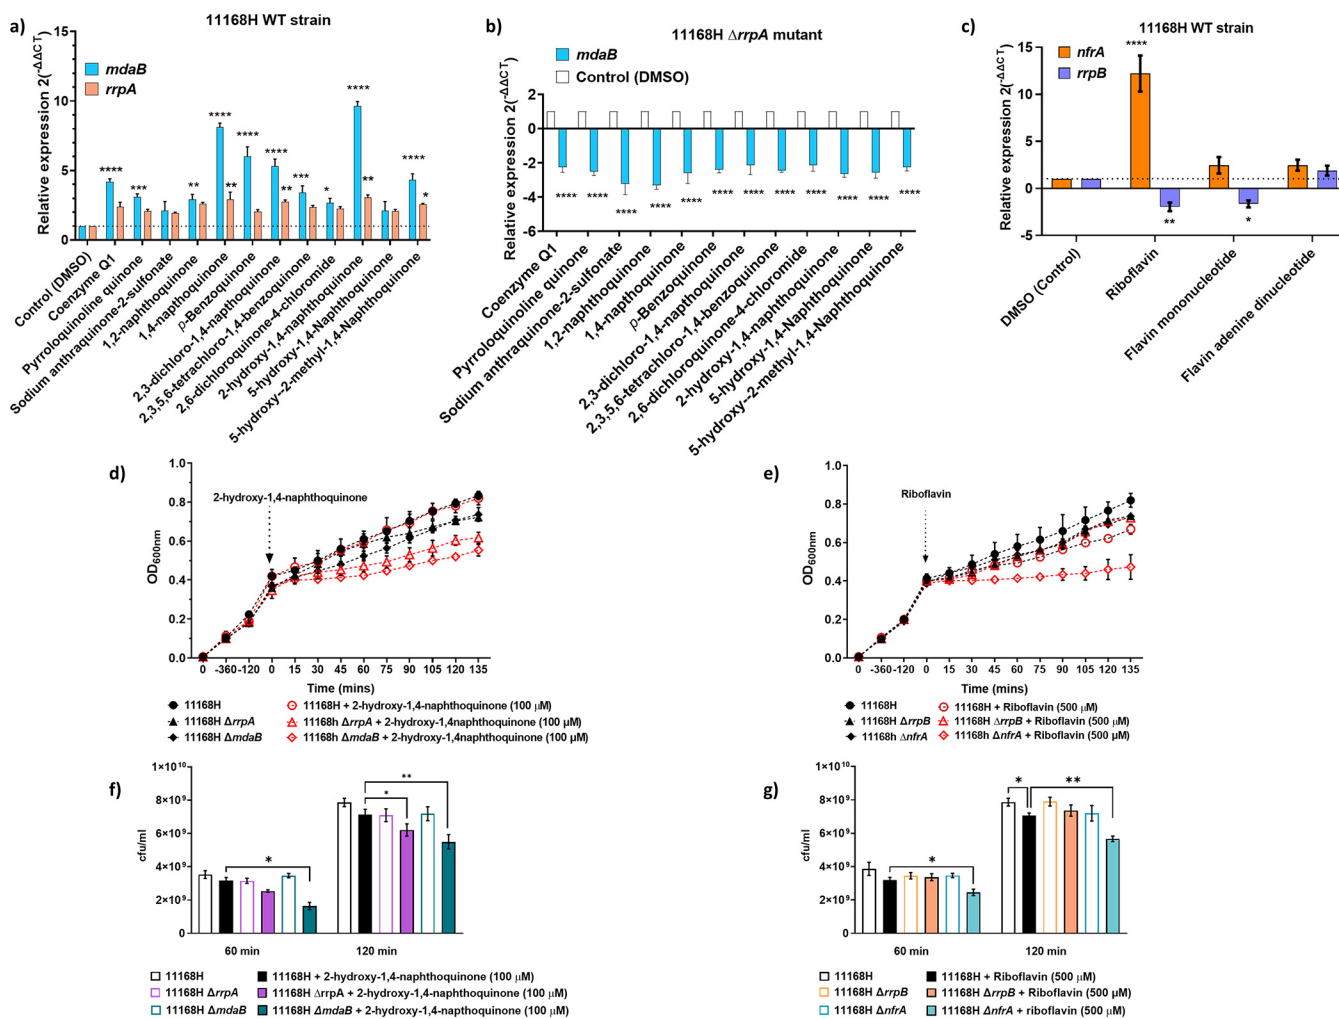 a)
11168H WT strain
Relative expression 2(-ΔΔCT)
15
10
5
0
mdaB
rrpA
****
***
**
****
**
****
****
**
***
*
****
**
****
*
Control (DMSO)
Coenzyme Q1
Pyrroloquinoline quinone
Sodium anthraquinone-2-sulfonate
1,2-naphthoquinone
1,4-napthoquinone
p-Benzoquinone
2,3-dichloro-1,4-napthoquinone
2,3,5,6-tetrachloro-1,4-benzoquinone
2,6-dichloroquinone-4-chloromide
2-hydroxy-1,4-napthoquinone
5-hydroxy-1,4-Naphthoquinone
5-hydroxy--2-methyl-1,4-Naphthoquinone
b)
11168H ΔrrpA mutant
Relative expression 2(-ΔΔCT)
2
0
-2
-4
-6
mdaB
Control (DMSO)
**** **** **** **** **** **** **** **** **** **** **** ****
Coenzyme Q1
Pyrroloquinoline quinone
Sodium anthraquinone-2-sulfonate
1,2-naphthoquinone
1,4-napthoquinone
p-Benzoquinone
2,3-dichloro-1,4-napthoquinone
2,3,5,6-tetrachloro-1,4-benzoquinone
2,6-dichloroquinone-4-chloromide
2-hydroxy-1,4-napthoquinone
5-hydroxy-1,4-Naphthoquinone
5-hydroxy--2-methyl-1,4-Naphthoquinone
c)
11168H WT strain
Relative expression 2(-ΔΔCT)
15
10
5
0
-5
nfrA
rrpB
****
**
*
DMSO (Control)
Riboflavin
Flavin mononucleotide
Flavin adenine dinucleotide
d)
OD600nm
1.0
0.8
0.6
0.4
0.2
0.0
2-hydroxy-1,4-naphthoquinone
0 -360 -120 0 15 30 45 60 75 90 105 120 135
Time (mins)
11168H
11168H + 2-hydroxy-1,4-naphthoquinone (100 µM)
11168H ΔrrpA
11168h ΔrrpA + 2-hydroxy-1,4naphthoquinone (100 µM)
11168H ΔmdaB
11168h ΔmdaB + 2-hydroxy-1,4naphthoquinone (100 µM)
e)
OD600nm
1.0
0.8
0.6
0.4
0.2
0.0
Riboflavin
0 -360 -120 0 15 30 45 60 75 90 105 120 135
Time (mins)
11168H
11168H + Riboflavin (500 µM)
11168H ΔrrpB
11168H ΔrrpB + Riboflavin (500 µM)
11168h ΔnfrA
11168h ΔnfrA + Riboflavin (500 µM)
f)
cfu/ml
1×10^10
8×10^9
6×10^9
4×10^9
2×10^9
0
*
*
**
60 min
120 min
11168H
11168H + 2-hydroxy-1,4-naphthoquinone (100 µM)
11168H ΔrrpA
11168H ΔrrpA + 2-hydroxy-1,4-naphthoquinone (100 µM)
11168H ΔmdaB
11168H ΔmdaB + 2-hydroxy-1,4-napthoquinone (100 µM)
g)
cfu/ml
1×10^10
8×10^9
6×10^9
4×10^9
2×10^9
0
*
*
**
60 min
120 min
11168H
11168H + Riboflavin (500 µM)
11168H ΔrrpB
11168H ΔrrpB + Riboflavin (500 µM)
11168H ΔnfrA
11168H ΔnfrA + riboflavin (500 µM)